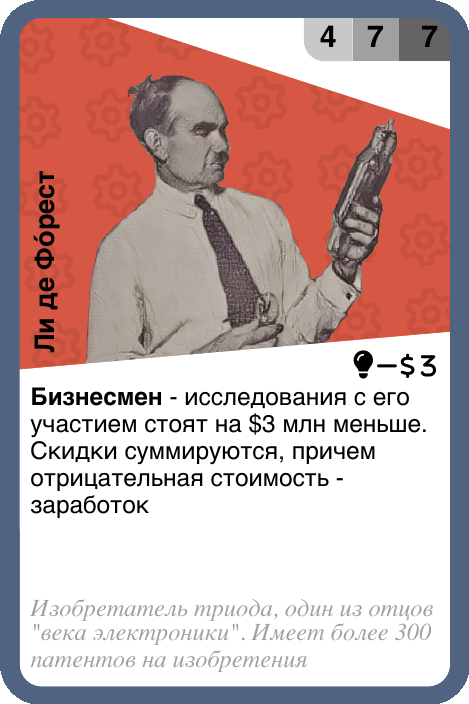 4 7 7
Ли де Фо́рест
–$3
Бизнесмен - исследования с его
участием стоят на $3 млн меньше.
Скидки суммируются, причем
отрицательная стоимость -
заработок
Изобретатель триода, один из отцов
"века электроники". Имеет более 300
патентов на изобретения